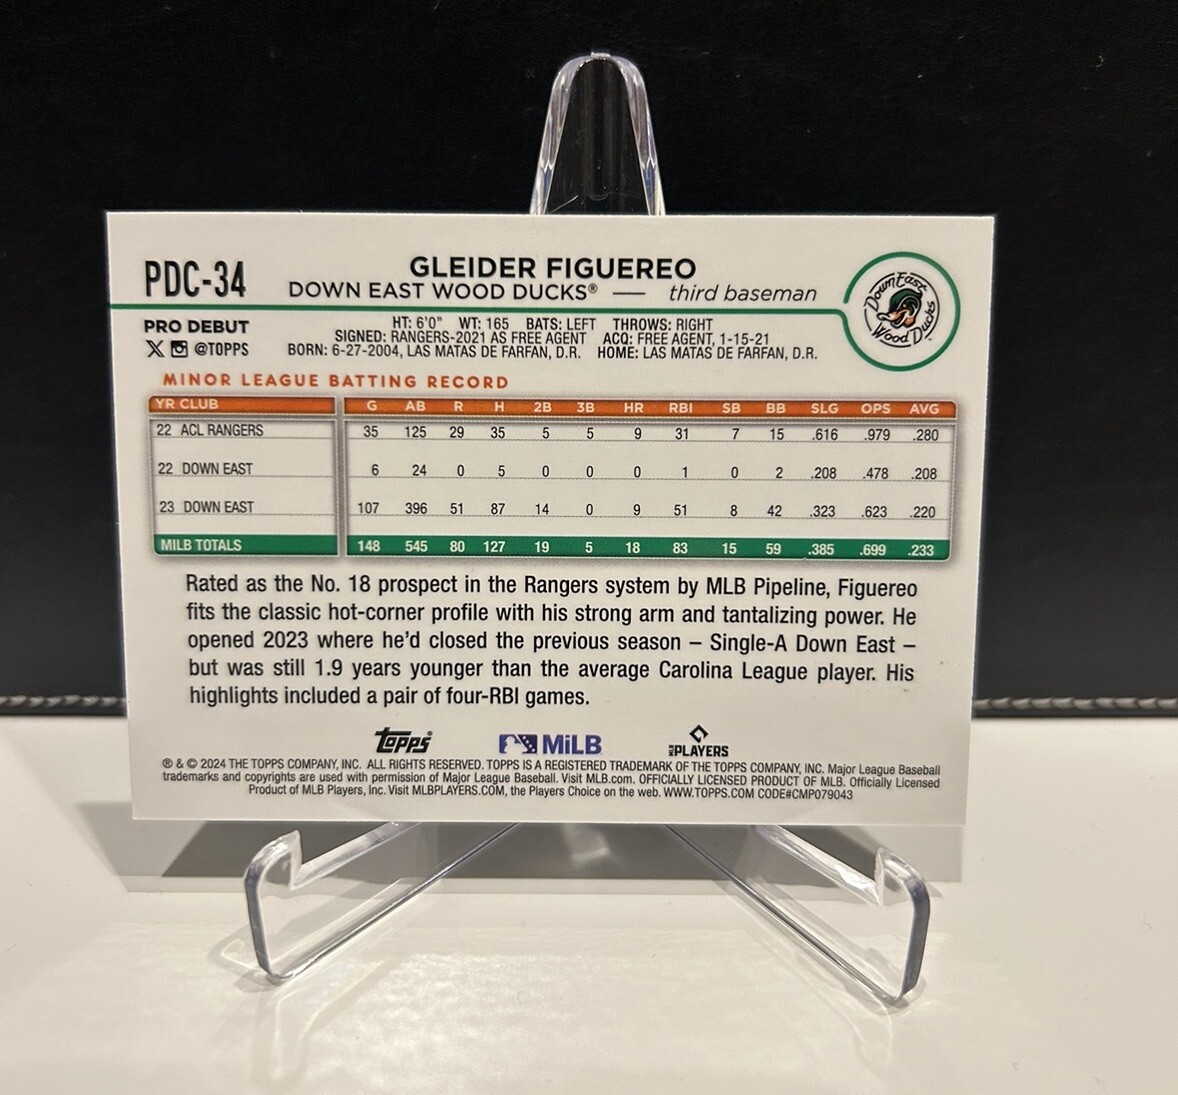 PDC-34
GLEIDER FIGUEREO
DOWN EAST WOOD DUCKS® — third baseman
Down East
Wood Ducks
PRO DEBUT
X @TOPPS
HT: 6'0" WT: 165 BATS: LEFT THROWS: RIGHT
SIGNED: RANGERS-2021 AS FREE AGENT ACQ: FREE AGENT, 1-15-21
BORN: 6-27-2004, LAS MATAS DE FARFAN, D.R. HOME: LAS MATAS DE FARFAN, D.R.
MINOR LEAGUE BATTING RECORD
YR CLUB G AB R H 2B 3B HR RBI SB BB SLG OPS AVG
22 ACL RANGERS 35 125 29 35 5 5 9 31 7 15 .616 .979 .280
22 DOWN EAST 6 24 0 5 0 0 0 1 0 2 .208 .478 .208
23 DOWN EAST 107 396 51 87 14 0 9 51 8 42 .323 .623 .220
MILB TOTALS 148 545 80 127 19 5 18 83 15 59 .385 .699 .233
Rated as the No. 18 prospect in the Rangers system by MLB Pipeline, Figuereo
fits the classic hot-corner profile with his strong arm and tantalizing power. He
opened 2023 where he'd closed the previous season – Single-A Down East –
but was still 1.9 years younger than the average Carolina League player. His
highlights included a pair of four-RBI games.
Topps MiLB MLB PLAYERS
® & © 2024 THE TOPPS COMPANY, INC. ALL RIGHTS RESERVED. TOPPS IS A REGISTERED TRADEMARK OF THE TOPPS COMPANY, INC. Major League Baseball
trademarks and copyrights are used with permission of Major League Baseball. Visit MLB.com. OFFICIALLY LICENSED PRODUCT OF MLB. Officially Licensed
Product of MLB Players, Inc. Visit MLBPLAYERS.COM, the Players Choice on the web. WWW.TOPPS.COM CODE#CMP079043